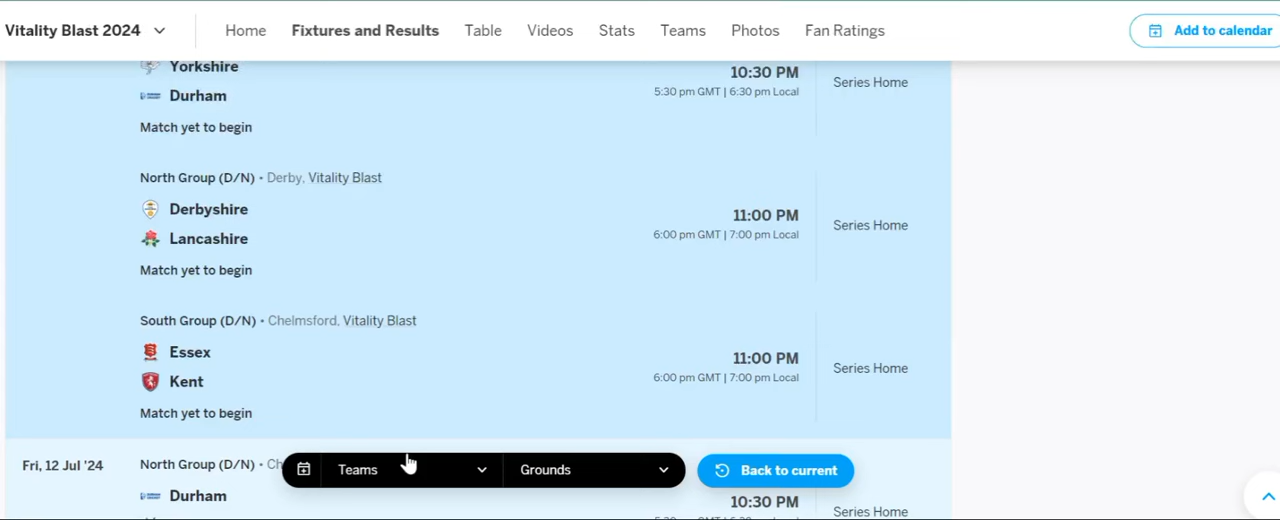 Vitality Blast 2024 Home Fixtures and Results Table Videos Stats Teams Photos Fan Ratings Add to calendar
Yorkshire
10:30 PM
Durham
5:30 pm GMT | 6:30 pm Local
Series Home
Match yet to begin
North Group (D/N) • Derby, Vitality Blast
Derbyshire
11:00 PM
Lancashire
6:00 pm GMT | 7:00 pm Local
Series Home
Match yet to begin
South Group (D/N) • Chelmsford, Vitality Blast
Essex
11:00 PM
Kent
6:00 pm GMT | 7:00 pm Local
Series Home
Match yet to begin
Fri, 12 Jul '24 North Group (D/N) • Ch
Teams Grounds Back to current
Durham
10:30 PM
Series Home